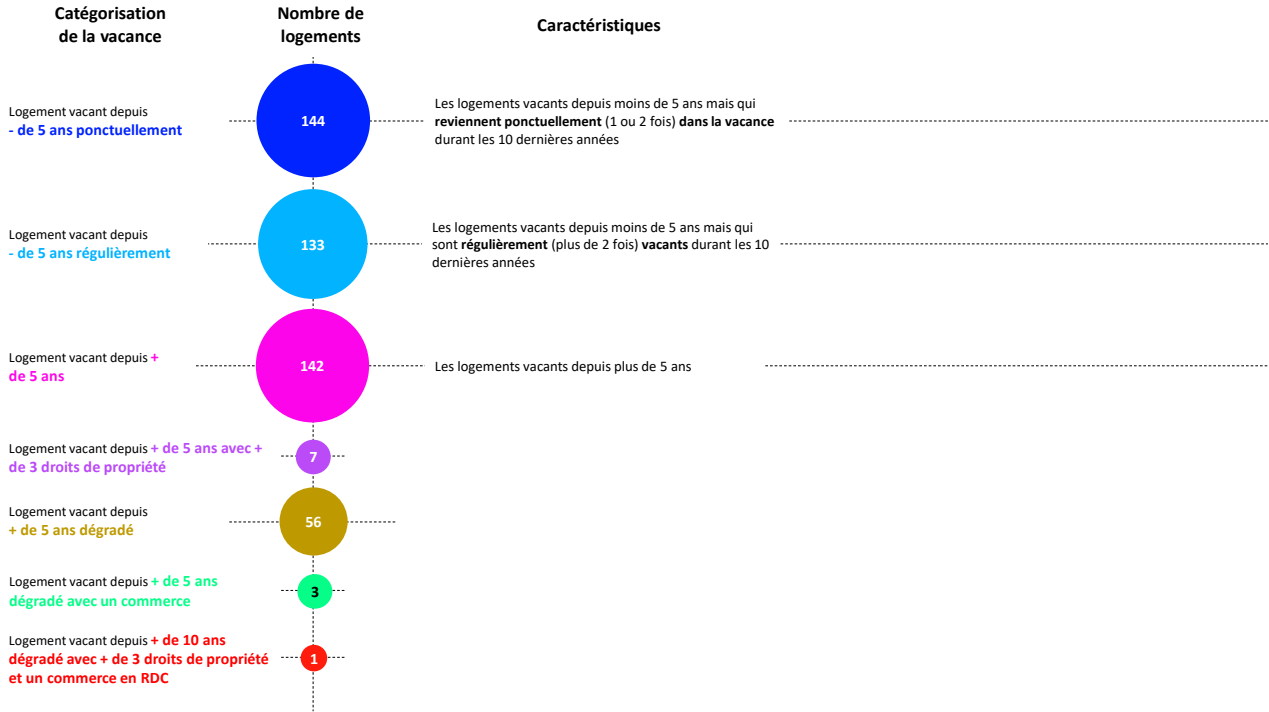 Catégorisation
de la vacance
Nombre de
logements
Caractéristiques
Logement vacant depuis
- de 5 ans ponctuellement
144
Les logements vacants depuis moins de 5 ans mais qui
reviennent ponctuellement (1 ou 2 fois) dans la vacance
durant les 10 dernières années
Logement vacant depuis
- de 5 ans régulièrement
133
Les logements vacants depuis moins de 5 ans mais qui
sont régulièrement (plus de 2 fois) vacants durant les 10
dernières années
Logement vacant depuis +
de 5 ans
142
Les logements vacants depuis plus de 5 ans
Logement vacant depuis + de 5 ans avec +
de 3 droits de propriété
7
Logement vacant depuis
+ de 5 ans dégradé
56
Logement vacant depuis + de 5 ans
dégradé avec un commerce
3
Logement vacant depuis + de 10 ans
dégradé avec + de 3 droits de propriété
et un commerce en RDC
1